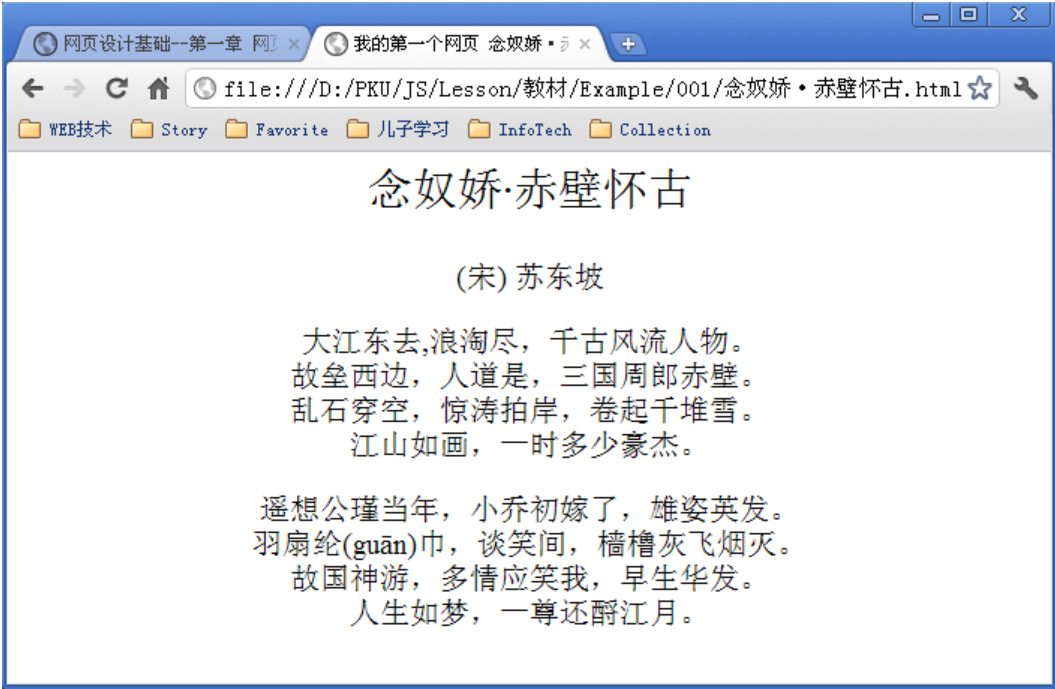 网页设计基础--第一章 网
我的第一个网页 念奴娇·
file:///D:/PKU/JS/Lesson/教材/Example/001/念奴娇·赤壁怀古.html
WEB技术 Story Favorite 儿子学习 InfoTech Collection
念奴娇·赤壁怀古
(宋) 苏东坡
大江东去,浪淘尽，千古风流人物。
故垒西边，人道是，三国周郎赤壁。
乱石穿空，惊涛拍岸，卷起千堆雪。
江山如画，一时多少豪杰。
遥想公瑾当年，小乔初嫁了，雄姿英发。
羽扇纶(guān)巾，谈笑间，樯橹灰飞烟灭。
故国神游，多情应笑我，早生华发。
人生如梦，一尊还酹江月。